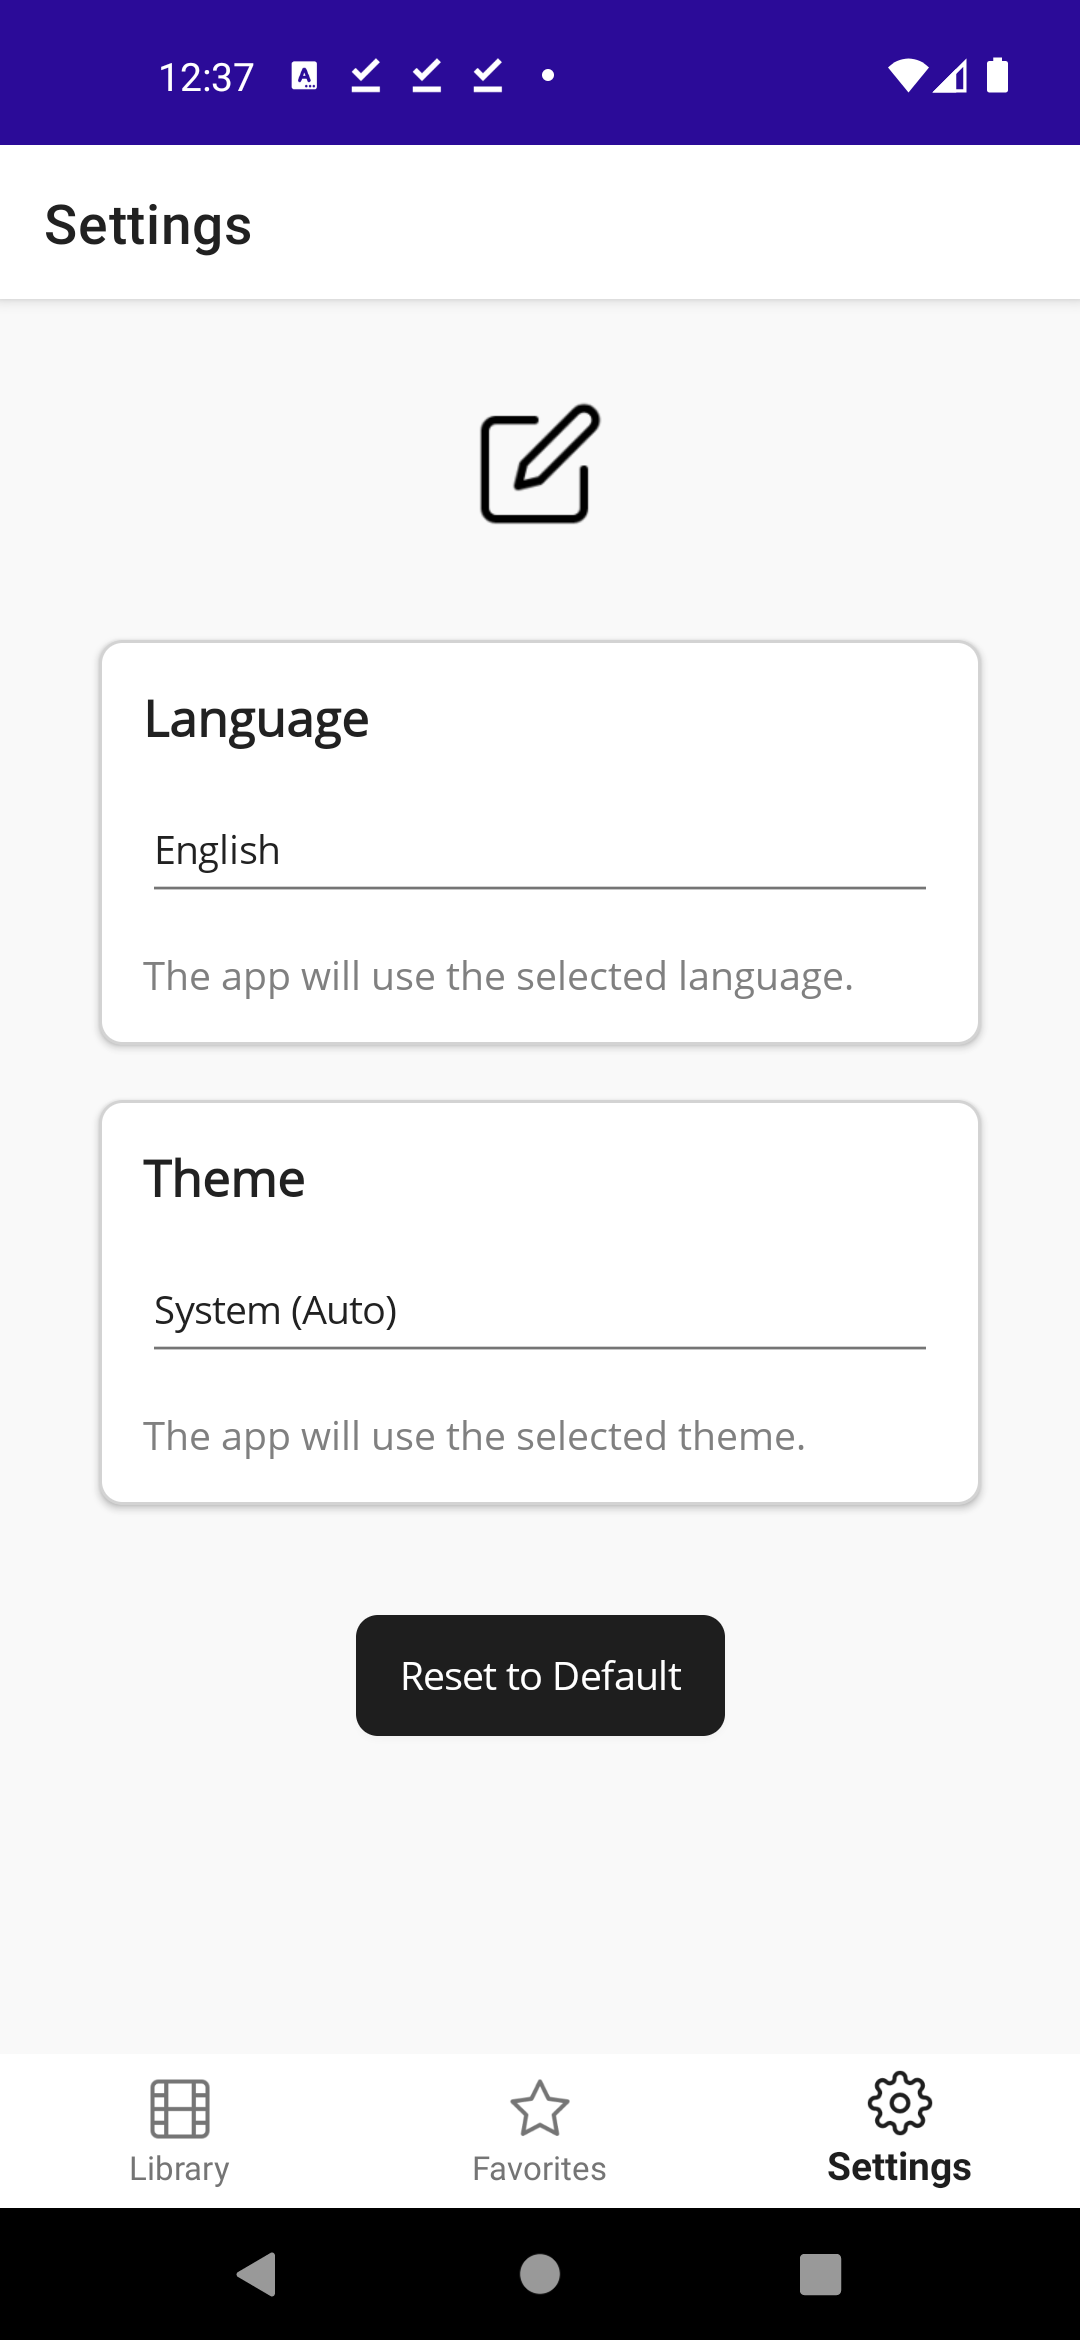 12:37
Settings
Language
English
The app will use the selected language.
Theme
System (Auto)
The app will use the selected theme.
Reset to Default
Library
Favorites
Settings